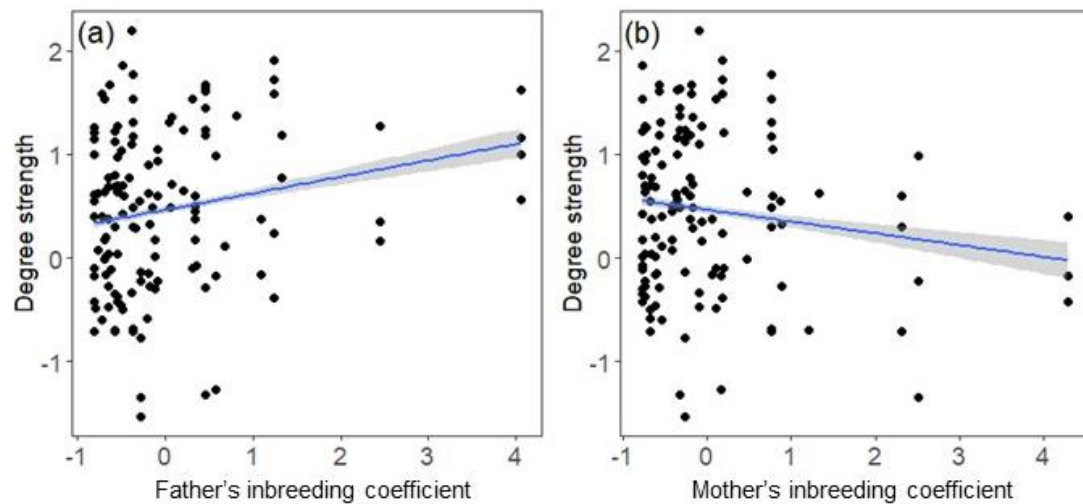 (a)
Degree strength
2
1
0
-1
-1 0 1 2 3 4
Father's inbreeding coefficient
(b)
Degree strength
2
1
0
-1
-1 0 1 2 3 4
Mother's inbreeding coefficient